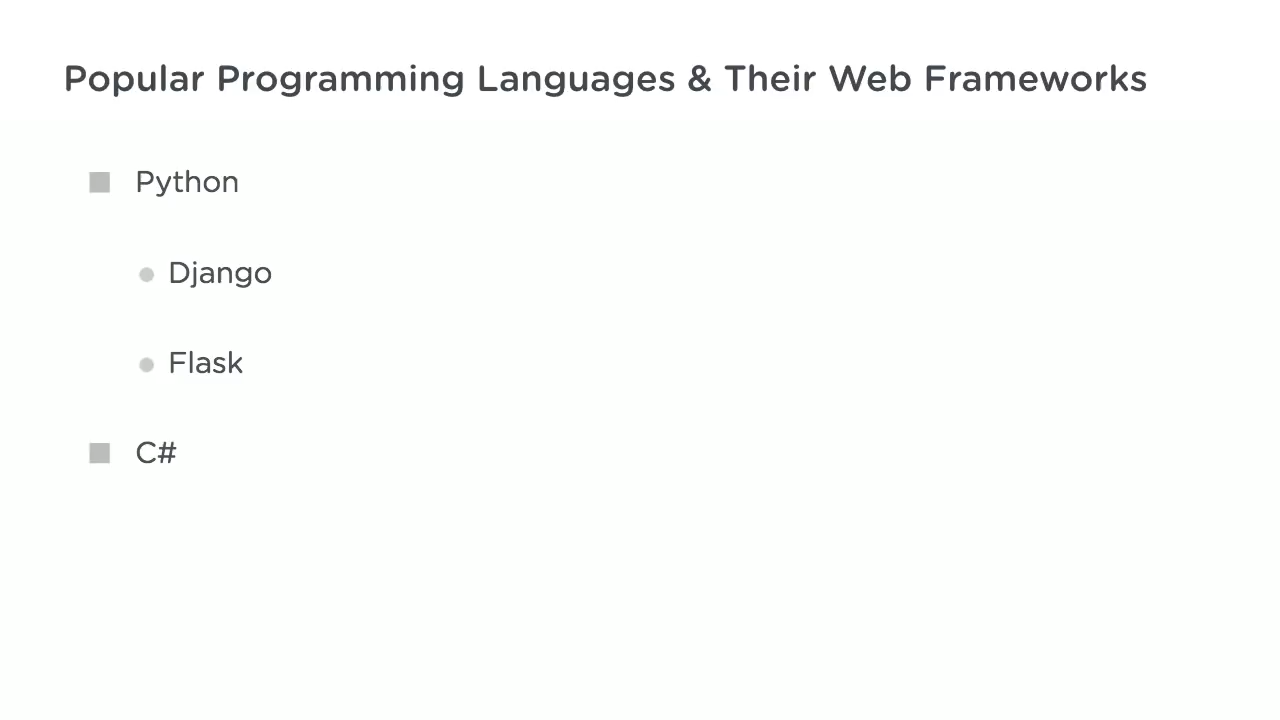 Popular Programming Languages & Their Web Frameworks
Python
Django
Flask
C#